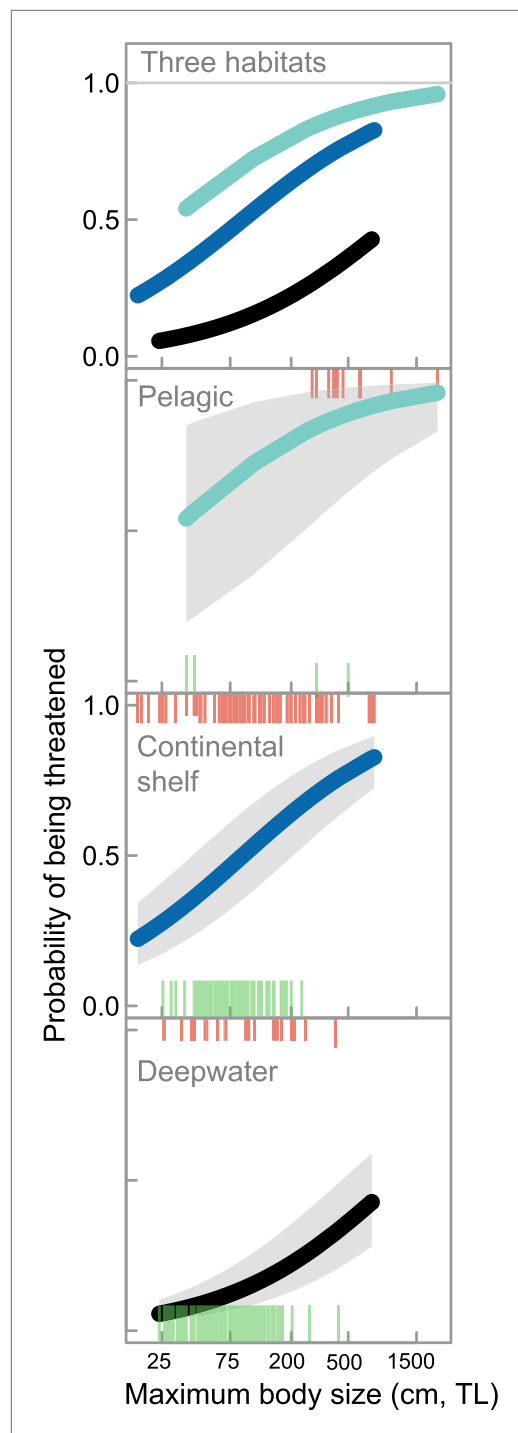 Three habitats
1.0
0.5
0.0
Pelagic
Probability of being threatened
1.0
Continental
shelf
0.5
0.0
Deepwater
25 75 200 500 1500
Maximum body size (cm, TL)